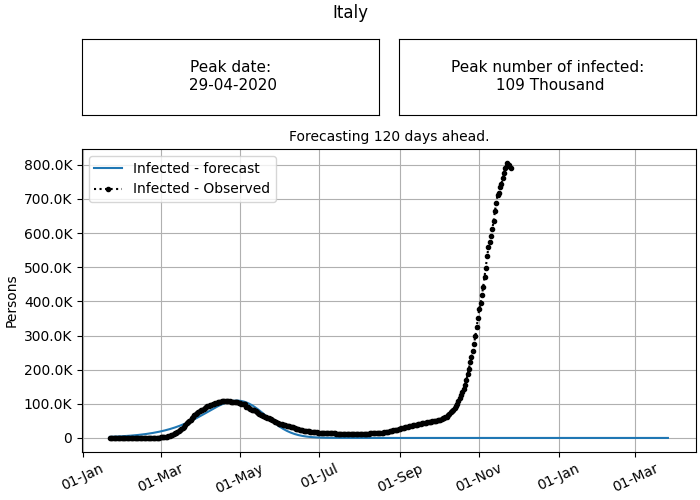 Italy
Peak date:
29-04-2020
Peak number of infected:
109 Thousand
Forecasting 120 days ahead.
Infected - forecast
Infected - Observed
800.0K
700.0K
600.0K
500.0K
400.0K
300.0K
200.0K
100.0K
0
Persons
01-Jan
01-Mar
01-May
01-Jul
01-Sep
01-Nov
01-Jan
01-Mar